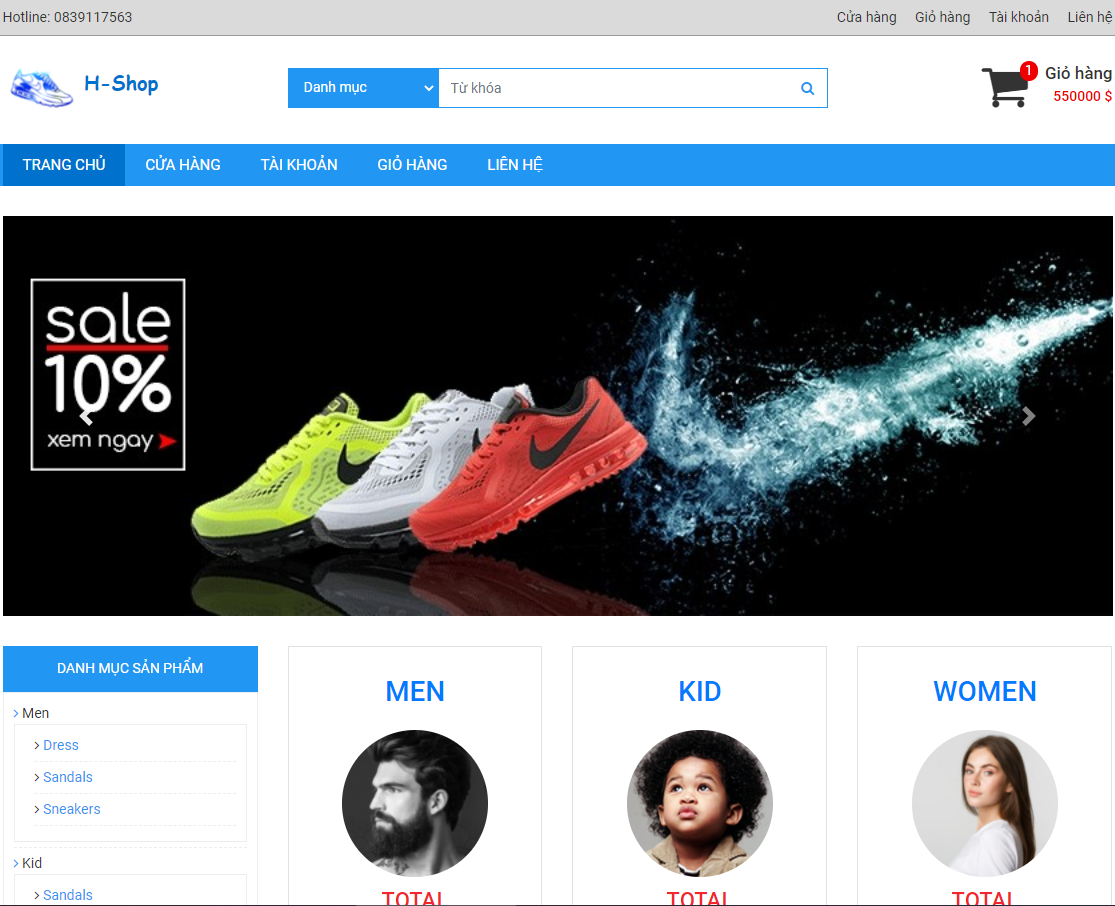 Hotline: 0839117563
Cửa hàng Giỏ hàng Tài khoản Liên hệ
H-Shop
Danh mục
Từ khóa
1
Giỏ hàng
550000 $
TRANG CHỦ CỬA HÀNG TÀI KHOẢN GIỎ HÀNG LIÊN HỆ
sale
10%
xem ngay
DANH MỤC SẢN PHẨM
Men
Dress
Sandals
Sneakers
Kid
Sandals
MEN
TOTAL
KID
TOTAL
WOMEN
TOTAL